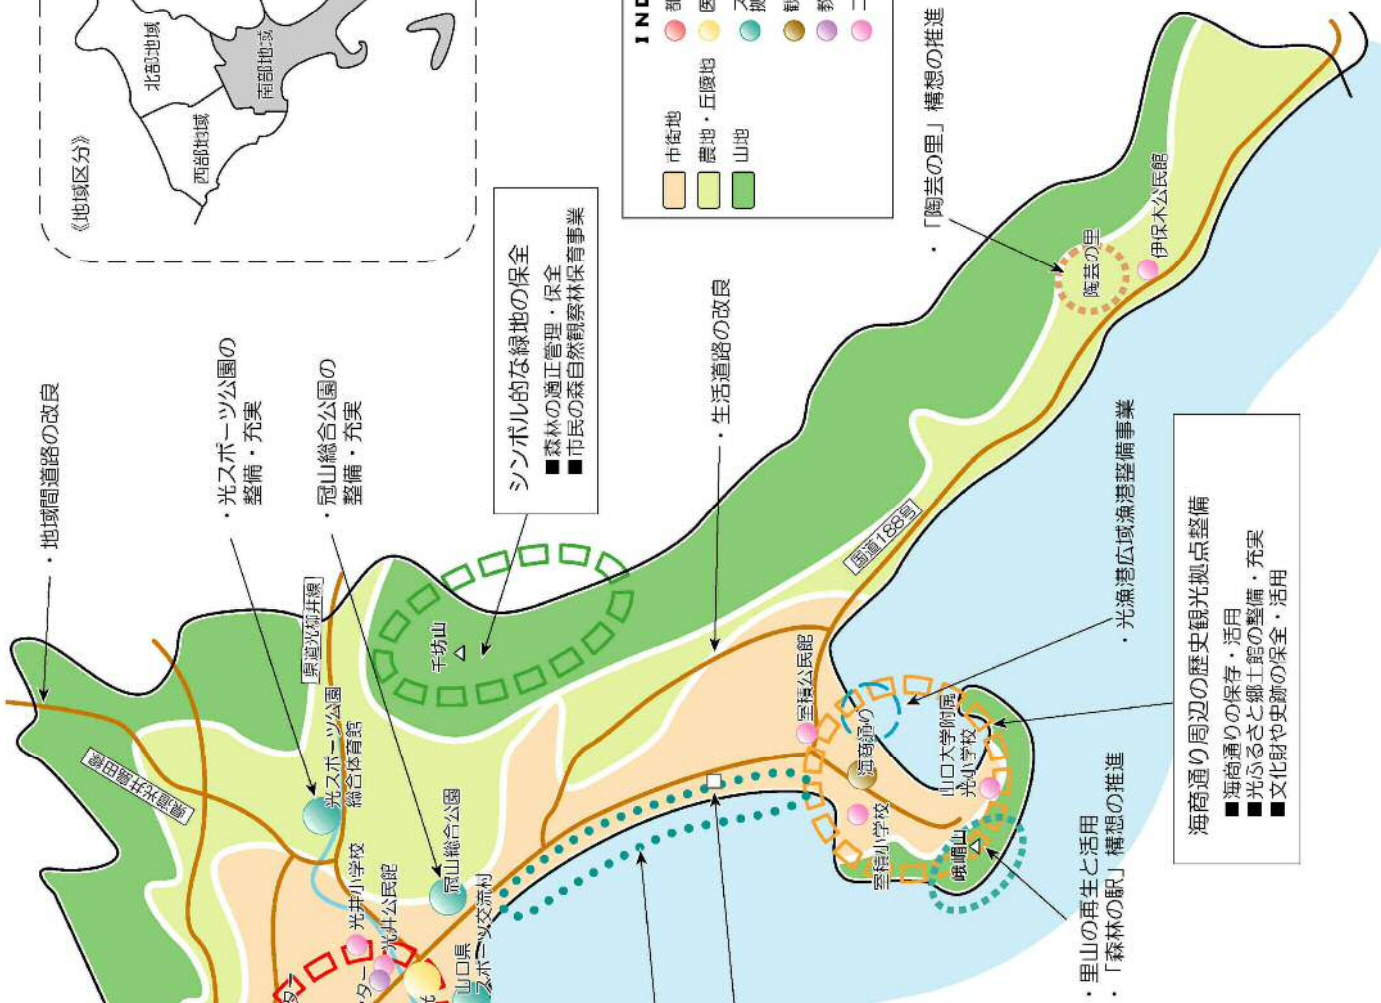 《地域区分》
北部地域
西部地域
南部地域
市街地
農地・丘陵地
山地
・地域間道路の改良
・光スポーツ公園の
整備・充実
・冠山総合公園の
整備・充実
シンボル的な緑地の保全
■森林の適正管理・保全
■市民の森自然観察林保育事業
・生活道路の改良
・「陶芸の里」構想の推進
陶芸の里
伊保木公民館
県道光柳井線
県道光井島田線
光スポーツ公園
総合体育館
千坊山
国道188号
光井小学校
光井公民館
冠山総合公園
山口県
スポーツ交流村
室積公民館
海商通り
室積小学校
山口大学附属
光小学校
峨嵋山
・光漁港広域漁港整備事業
海商通り周辺の歴史観光拠点整備
■海商通りの保存・活用
■光ふるさと郷土館の整備・充実
■文化財や史跡の保全・活用
・里山の再生と活用
・「森林の駅」構想の推進